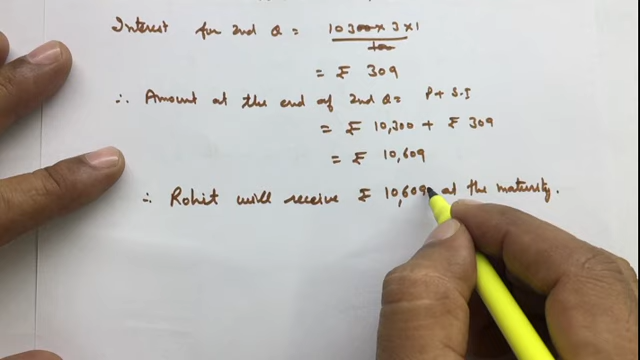 Interest for 2nd Q = 10300 × 3 × 1
100
= ₹ 309
∴ Amount at the end of 2nd Q = P + S.I
= ₹ 10,300 + ₹ 309
= ₹ 10,609
∴ Rohit will receive ₹ 10,609 at the maturity.